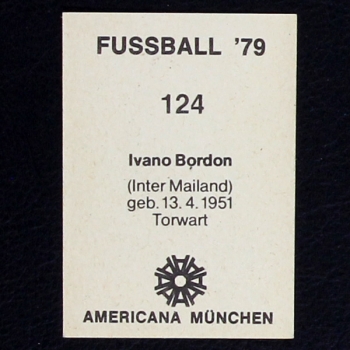 FUSSBALL '79
124
Ivano Bordon
(Inter Mailand)
geb. 13. 4. 1951
Torwart
AMERICANA MÜNCHEN